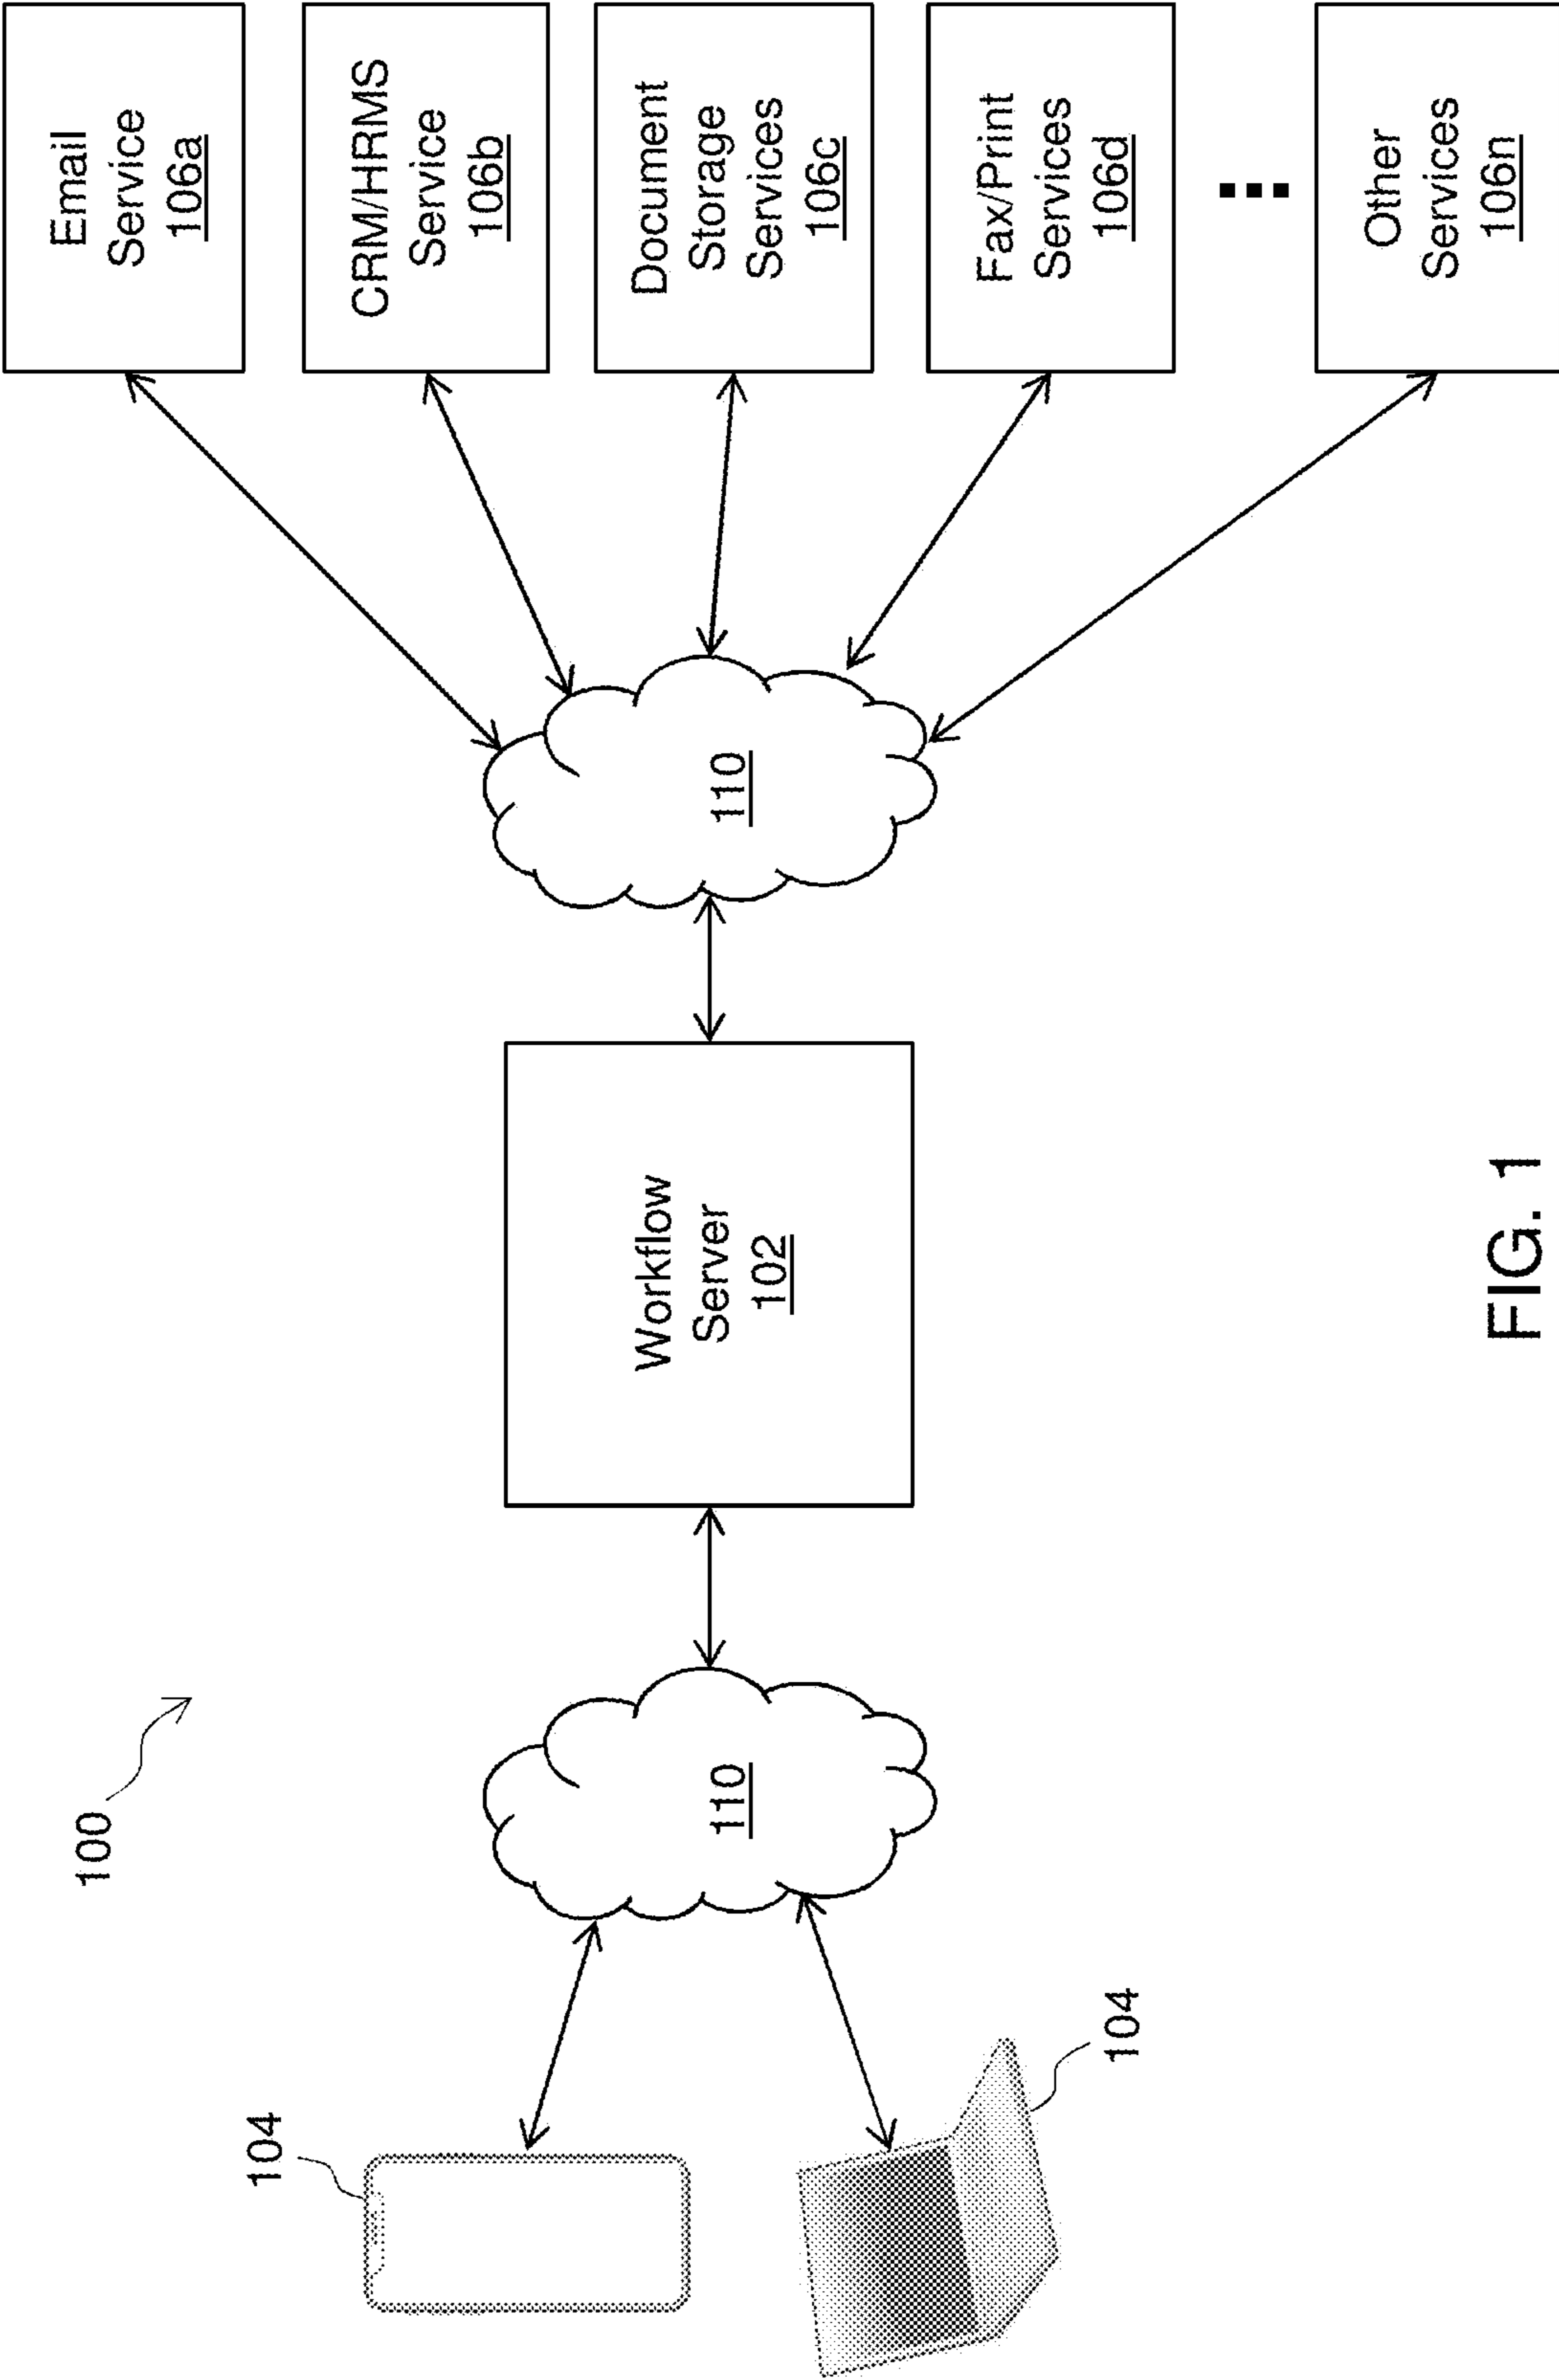 100
104
104
110
Workflow
Server
102
110
Email
Service
106a
CRM/HRMS
Service
106b
Document
Storage
Services
106c
Fax/Print
Services
106d
Other
Services
106n
FIG. 1